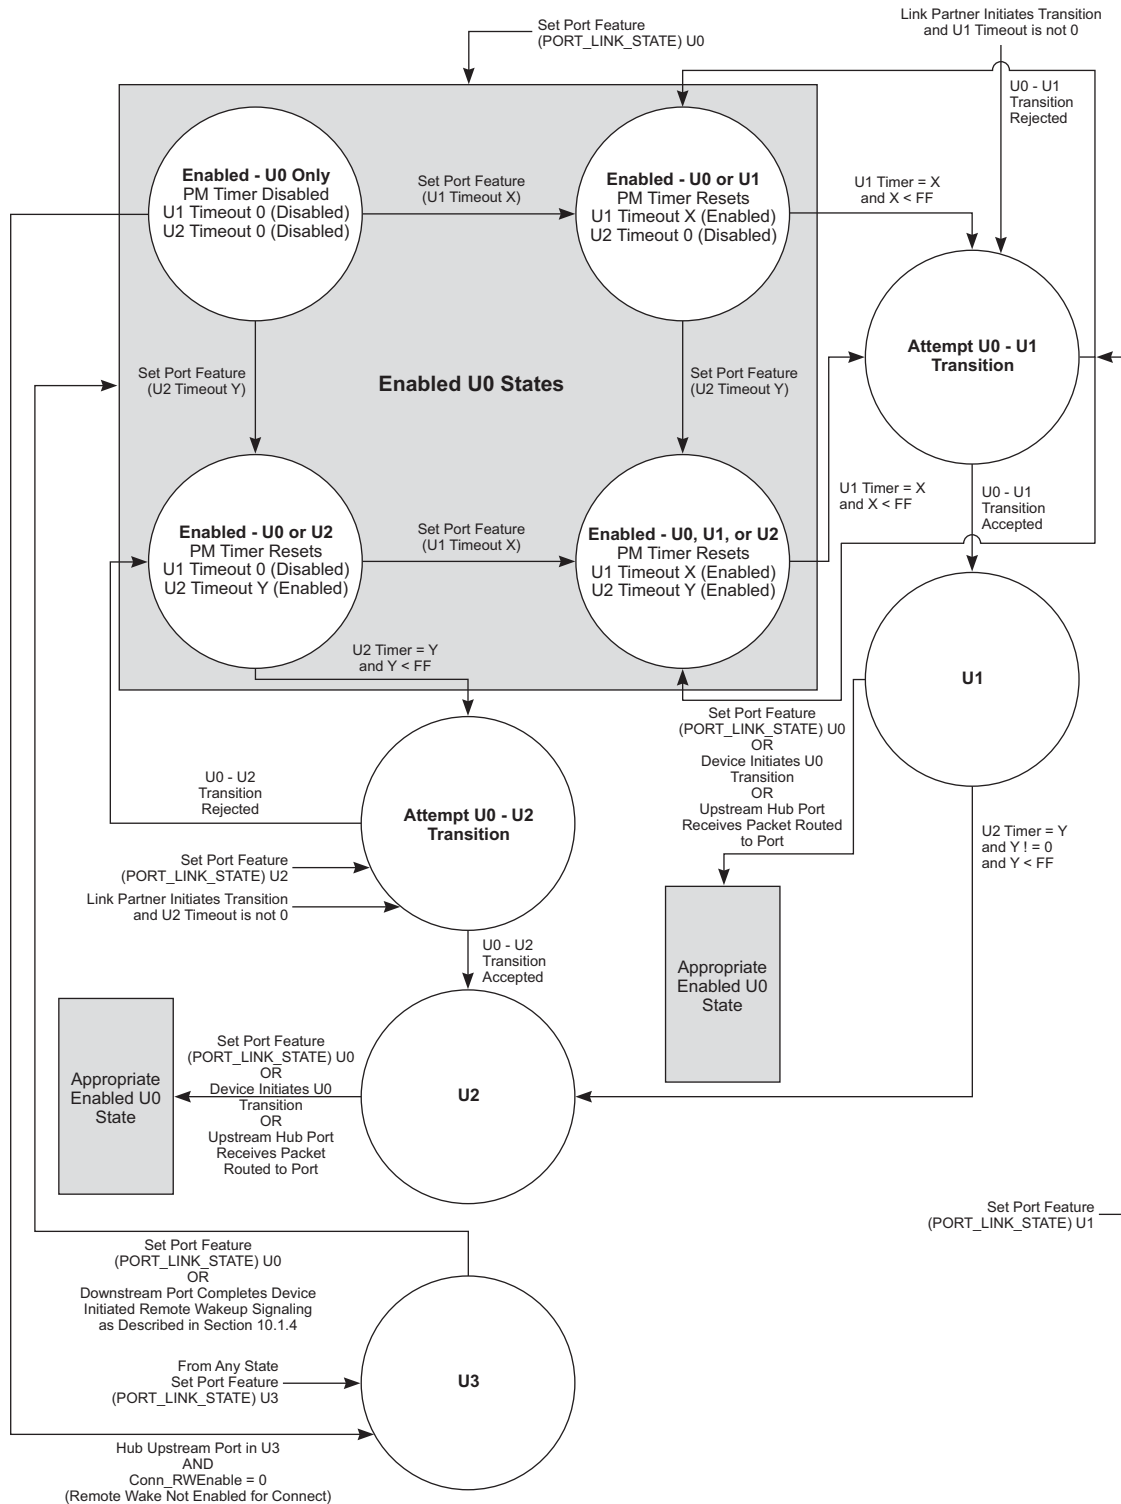 Set Port Feature
(PORT_LINK_STATE) U0
Link Partner Initiates Transition
and U1 Timeout is not 0
U0 - U1
Transition
Rejected
Enabled - U0 Only
PM Timer Disabled
U1 Timeout 0 (Disabled)
U2 Timeout 0 (Disabled)
Set Port Feature
(U1 Timeout X)
Enabled - U0 or U1
PM Timer Resets
U1 Timeout X (Enabled)
U2 Timeout 0 (Disabled)
U1 Timer = X
and X < FF
Attempt U0 - U1
Transition
Set Port Feature
(U2 Timeout Y)
Enabled U0 States
Set Port Feature
(U2 Timeout Y)
Enabled - U0 or U2
PM Timer Resets
U1 Timeout 0 (Disabled)
U2 Timeout Y (Enabled)
Set Port Feature
(U1 Timeout X)
Enabled - U0, U1, or U2
PM Timer Resets
U1 Timeout X (Enabled)
U2 Timeout Y (Enabled)
U1 Timer = X
and X < FF
U0 - U1
Transition
Accepted
U2 Timer = Y
and Y < FF
U1
Set Port Feature
(PORT_LINK_STATE) U0
OR
Device Initiates U0
Transition
OR
Upstream Hub Port
Receives Packet Routed
to Port
U2 Timer = Y
and Y ! = 0
and Y < FF
U0 - U2
Transition
Rejected
Attempt U0 - U2
Transition
Set Port Feature
(PORT_LINK_STATE) U2
Link Partner Initiates Transition
and U2 Timeout is not 0
U0 - U2
Transition
Accepted
Appropriate
Enabled U0
State
Appropriate
Enabled U0
State
Set Port Feature
(PORT_LINK_STATE) U0
OR
Device Initiates U0
Transition
OR
Upstream Hub Port
Receives Packet
Routed to Port
U2
Set Port Feature
(PORT_LINK_STATE) U1
Set Port Feature
(PORT_LINK_STATE) U0
OR
Downstream Port Completes Device
Initiated Remote Wakeup Signaling
as Described in Section 10.1.4
From Any State
Set Port Feature
(PORT_LINK_STATE) U3
U3
Hub Upstream Port in U3
AND
Conn_RWEnable = 0
(Remote Wake Not Enabled for Connect)